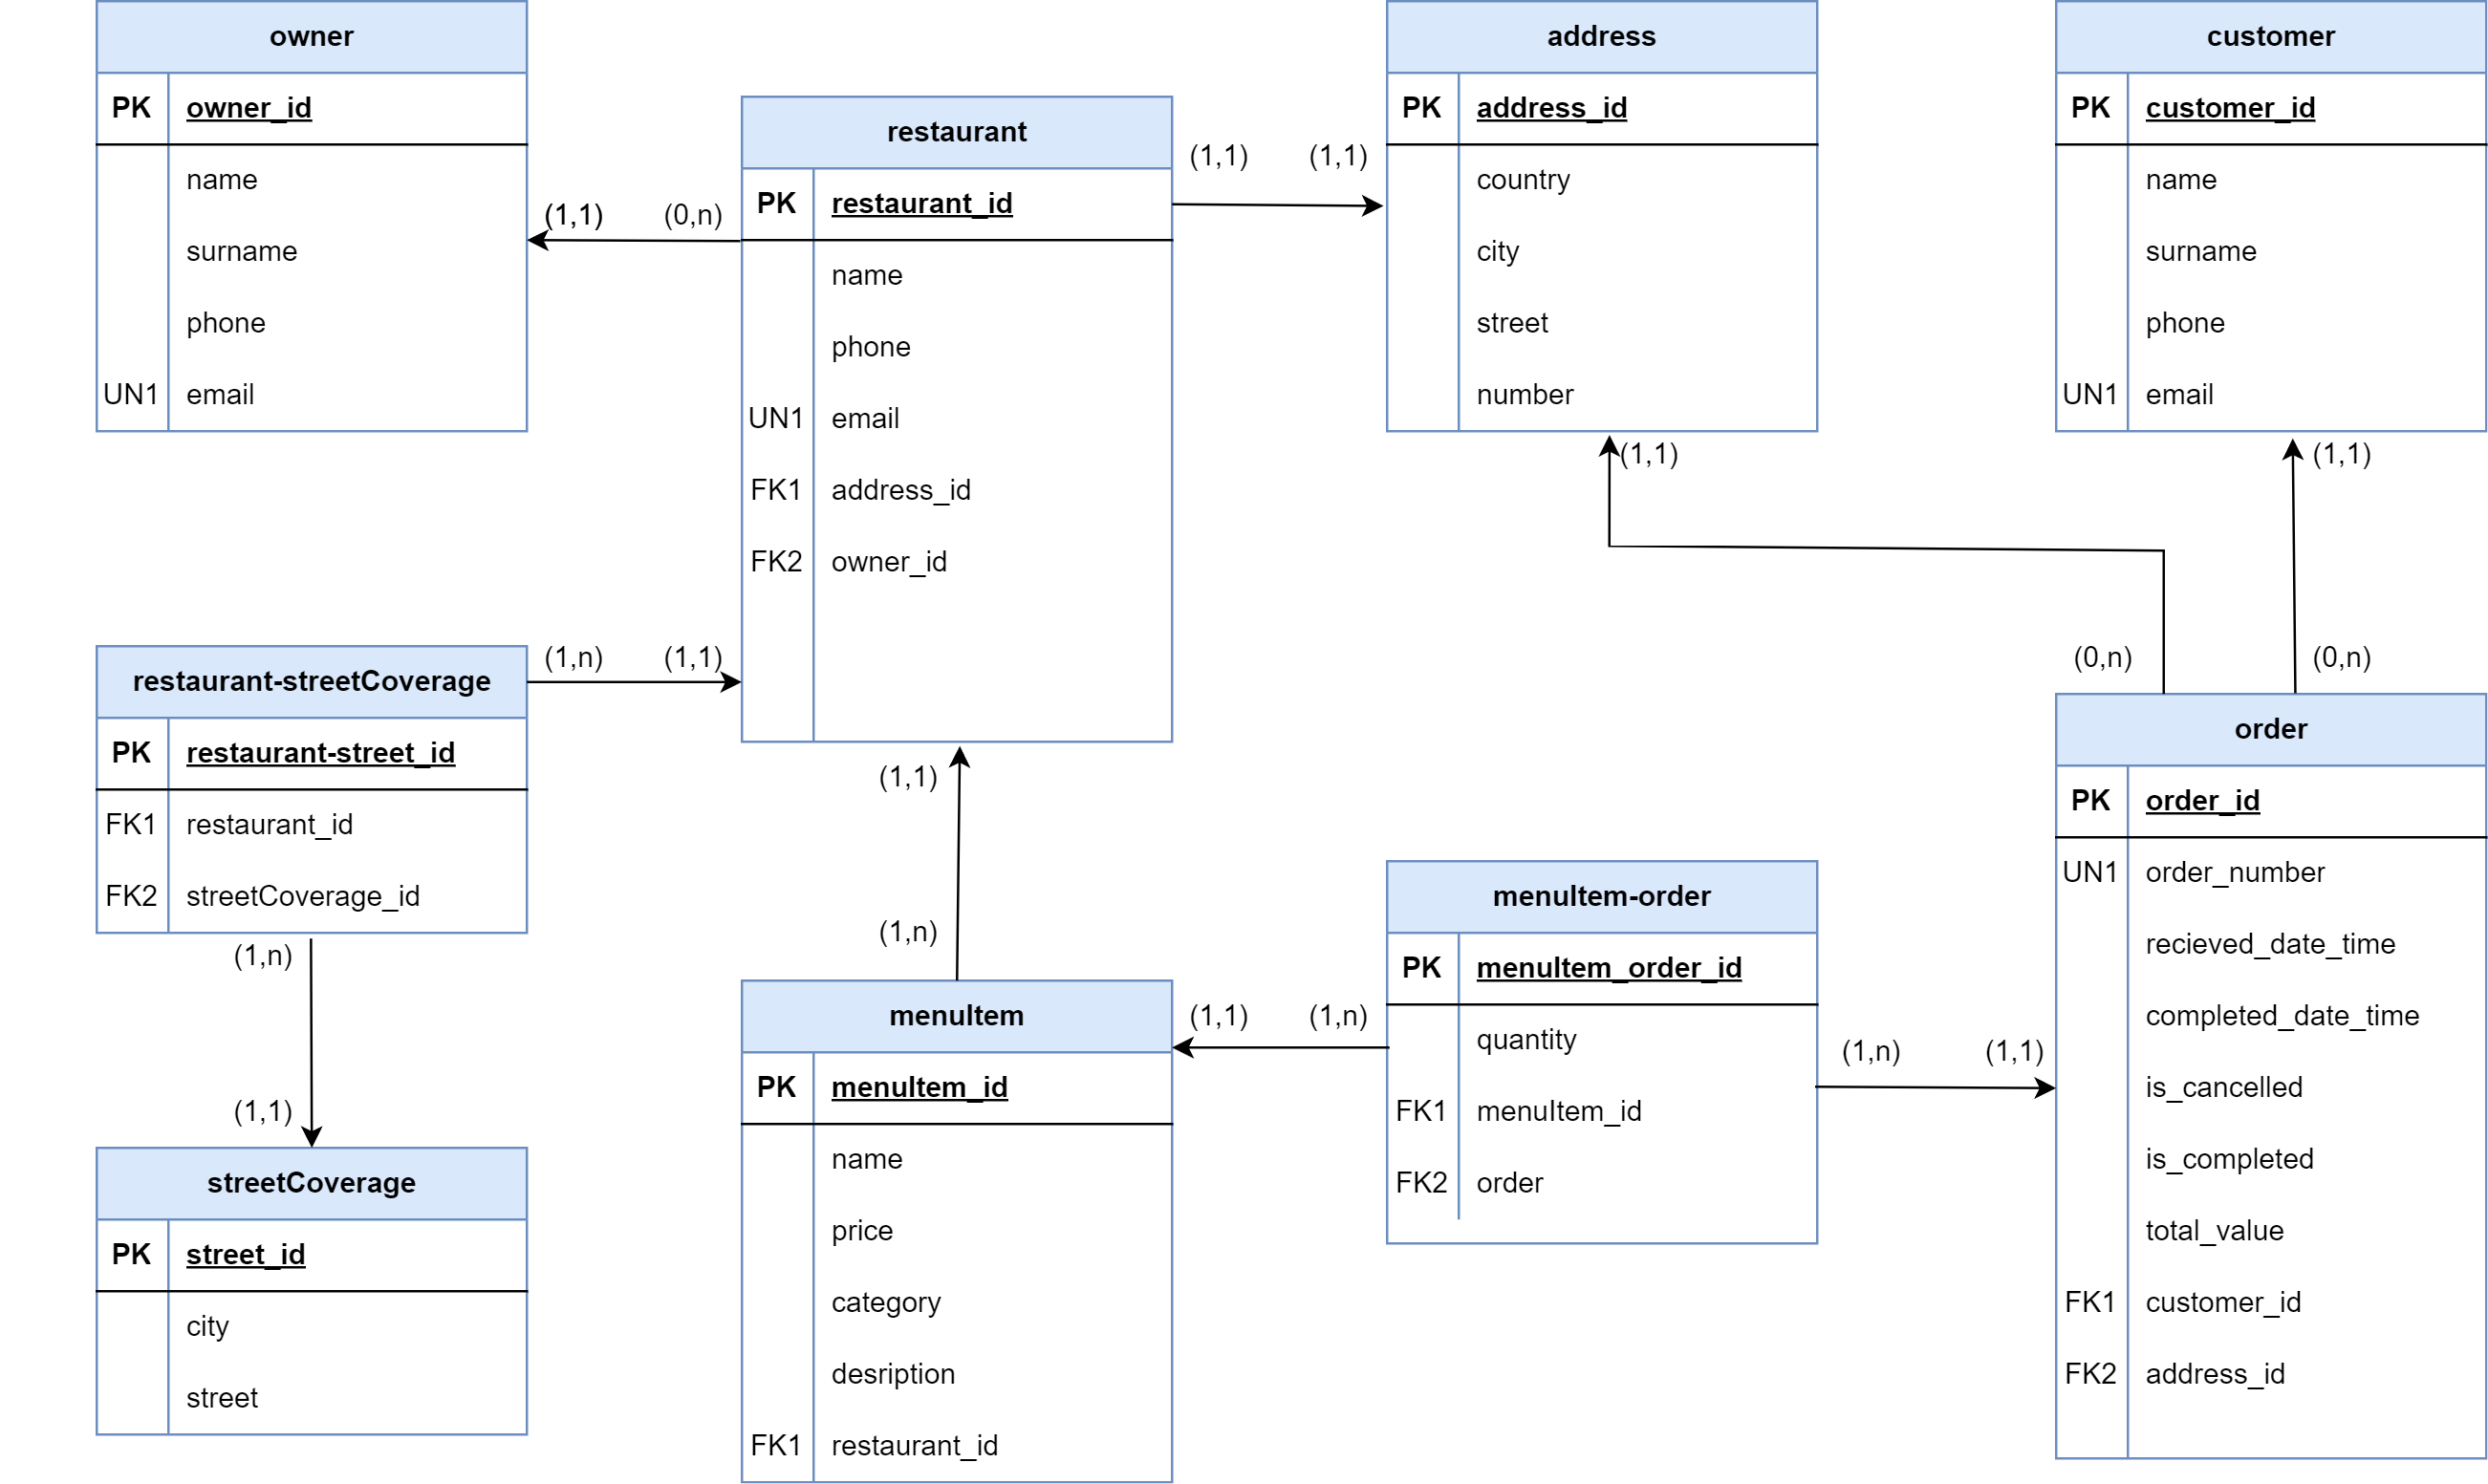 owner
PK owner_id
name
surname
phone
UN1 email
restaurant
PK restaurant_id
name
phone
UN1 email
FK1 address_id
FK2 owner_id
address
PK address_id
country
city
street
number
customer
PK customer_id
name
surname
phone
UN1 email
(1,1) (0,n)
(1,1) (1,1)
(1,1)
(1,1)
(0,n) (0,n)
restaurant-streetCoverage
PK restaurant-street_id
FK1 restaurant_id
FK2 streetCoverage_id
(1,n) (1,1)
(1,n)
(1,1)
streetCoverage
PK street_id
city
street
(1,1)
(1,n)
menuItem
PK menuItem_id
name
price
category
desription
FK1 restaurant_id
(1,1) (1,n)
menuItem-order
PK menuItem_order_id
quantity
FK1 menuItem_id
FK2 order
(1,n) (1,1)
order
PK order_id
UN1 order_number
recieved_date_time
completed_date_time
is_cancelled
is_completed
total_value
FK1 customer_id
FK2 address_id